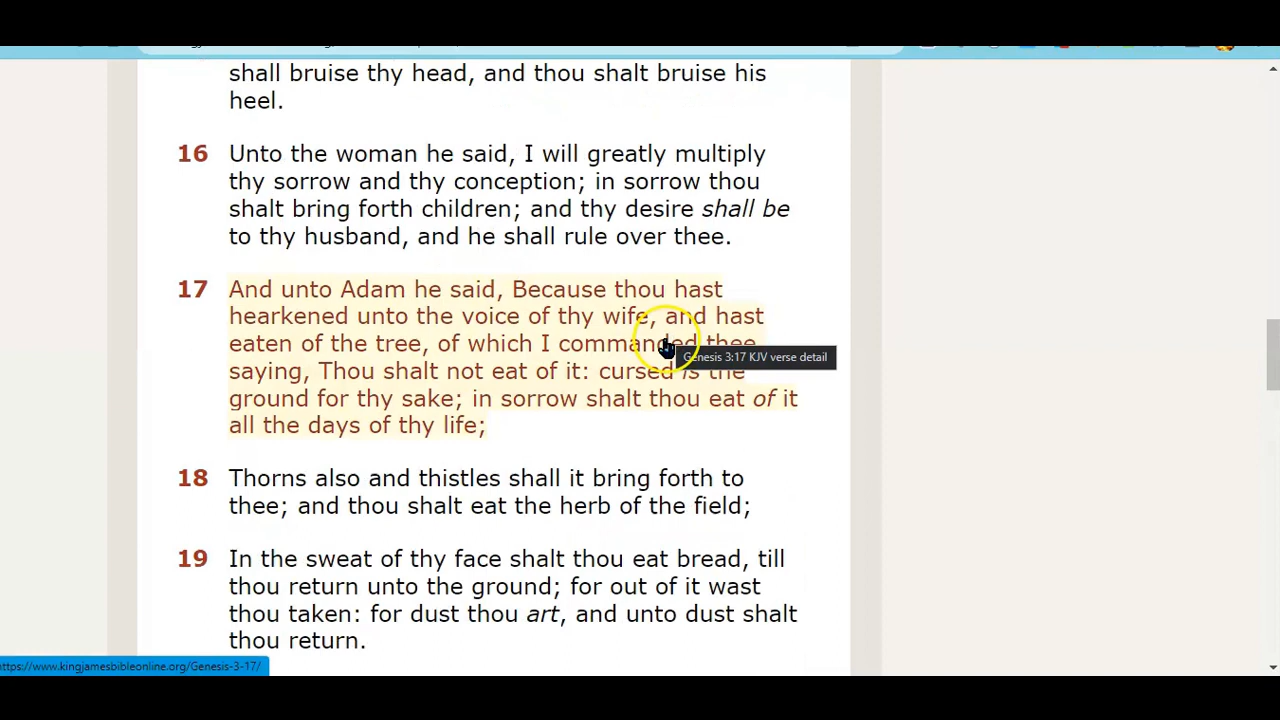 shall bruise thy head, and thou shalt bruise his
heel.
16 Unto the woman he said, I will greatly multiply
thy sorrow and thy conception; in sorrow thou
shalt bring forth children; and thy desire shall be
to thy husband, and he shall rule over thee.
17 And unto Adam he said, Because thou hast
hearkened unto the voice of thy wife, and hast
eaten of the tree, of which I commanded thee
Genesis 3:17 KJV verse detail
saying, Thou shalt not eat of it: cursed is the
ground for thy sake; in sorrow shalt thou eat of it
all the days of thy life;
18 Thorns also and thistles shall it bring forth to
thee; and thou shalt eat the herb of the field;
19 In the sweat of thy face shalt thou eat bread, till
thou return unto the ground; for out of it wast
thou taken: for dust thou art, and unto dust shalt
thou return.
https://www.kingjamesbibleonline.org/Genesis-3-17/